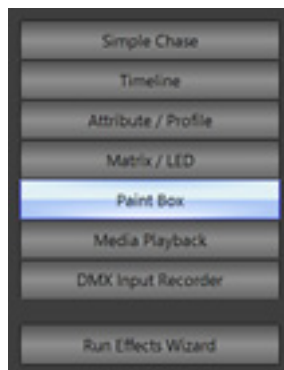 Simple Chase
Timeline
Attribute / Profile
Matrix / LED
Paint Box
Media Playback
DMX Input Recorder
Run Effects Wizard